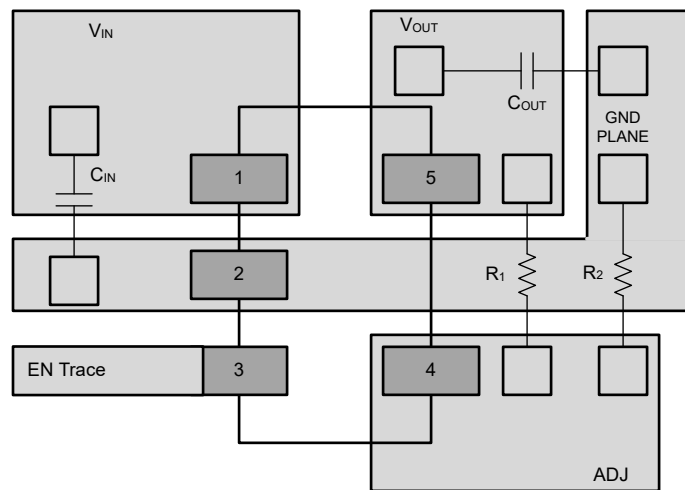 VIN
VOUT
COUT
GND
PLANE
CIN
1
5
2
R1
R2
EN Trace
3
4
ADJ